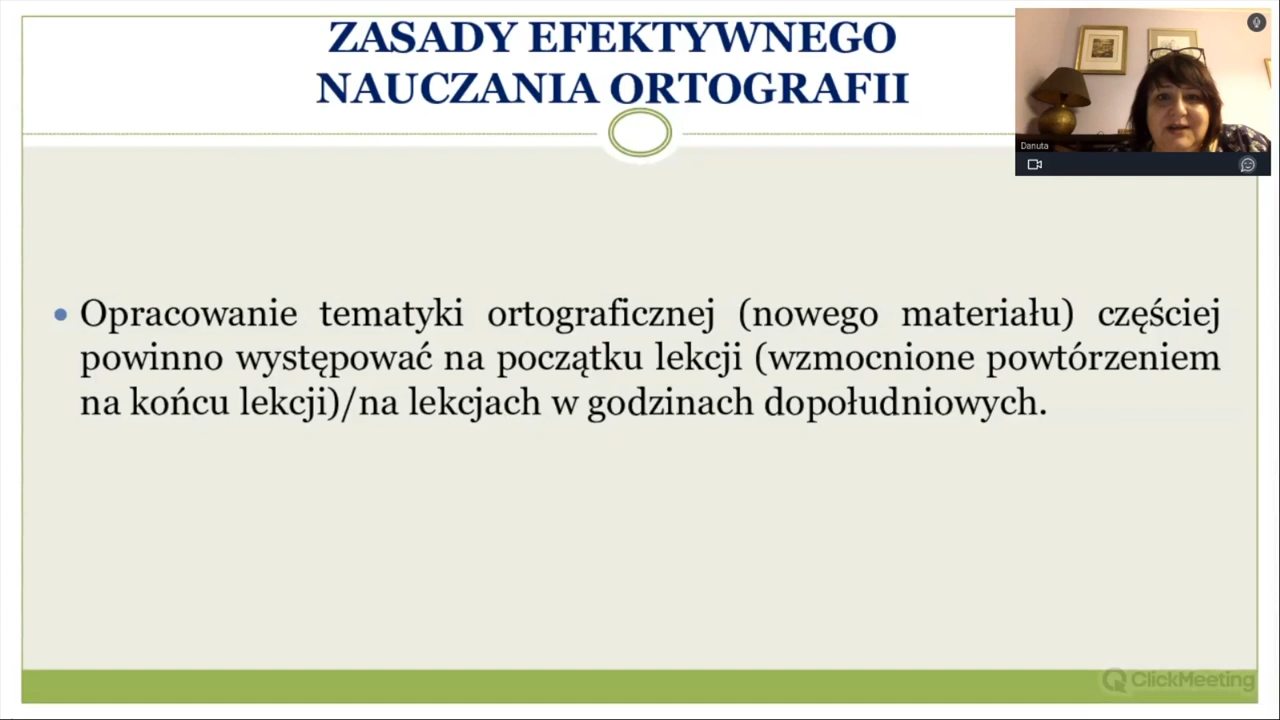 ZASADY EFEKTYWNEGO
NAUCZANIA ORTOGRAFII
Danuta
• Opracowanie tematyki ortograficznej (nowego materiału) częściej
powinno występować na początku lekcji (wzmocnione powtórzeniem
na końcu lekcji)/na lekcjach w godzinach dopołudniowych.
ClickMeeting